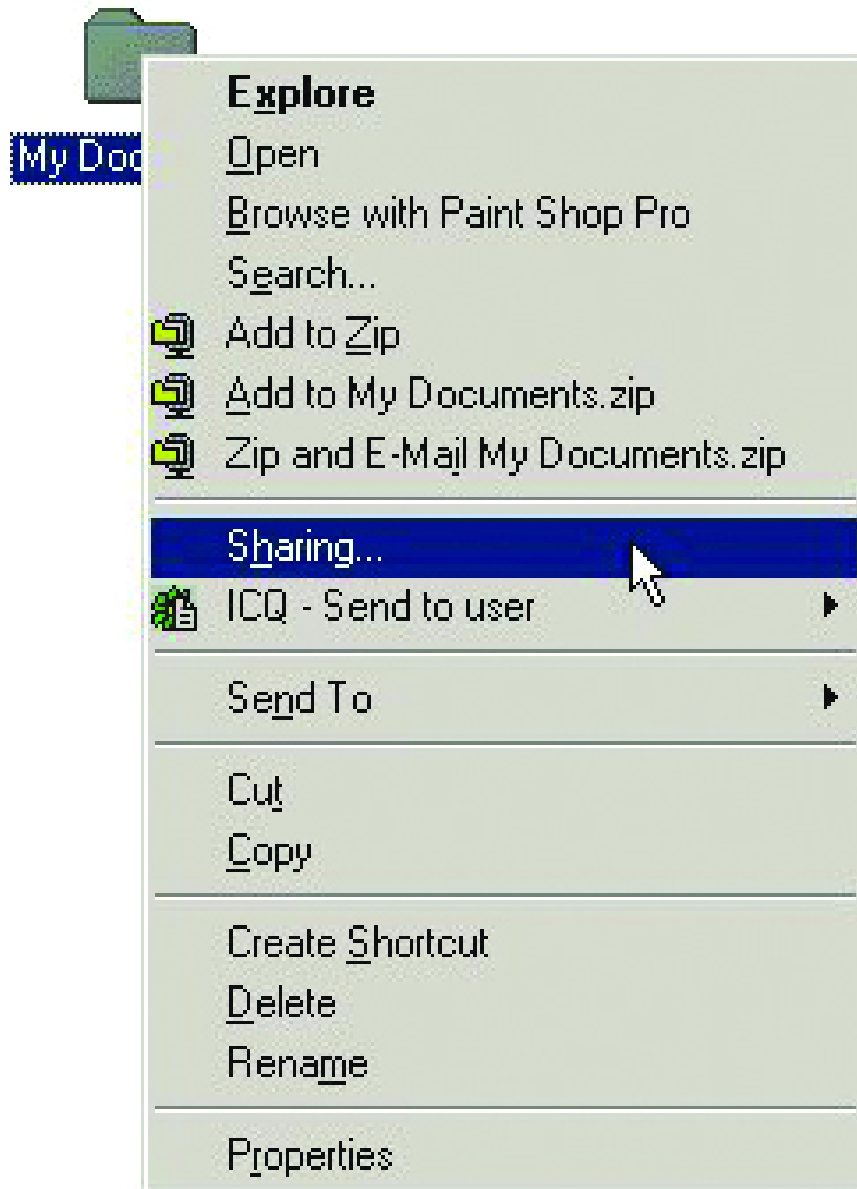 My Doc
Explore
Open
Browse with Paint Shop Pro
Search...
Add to Zip
Add to My Documents.zip
Zip and E-Mail My Documents.zip
Sharing...
ICQ - Send to user
Send To
Cut
Copy
Create Shortcut
Delete
Rename
Properties